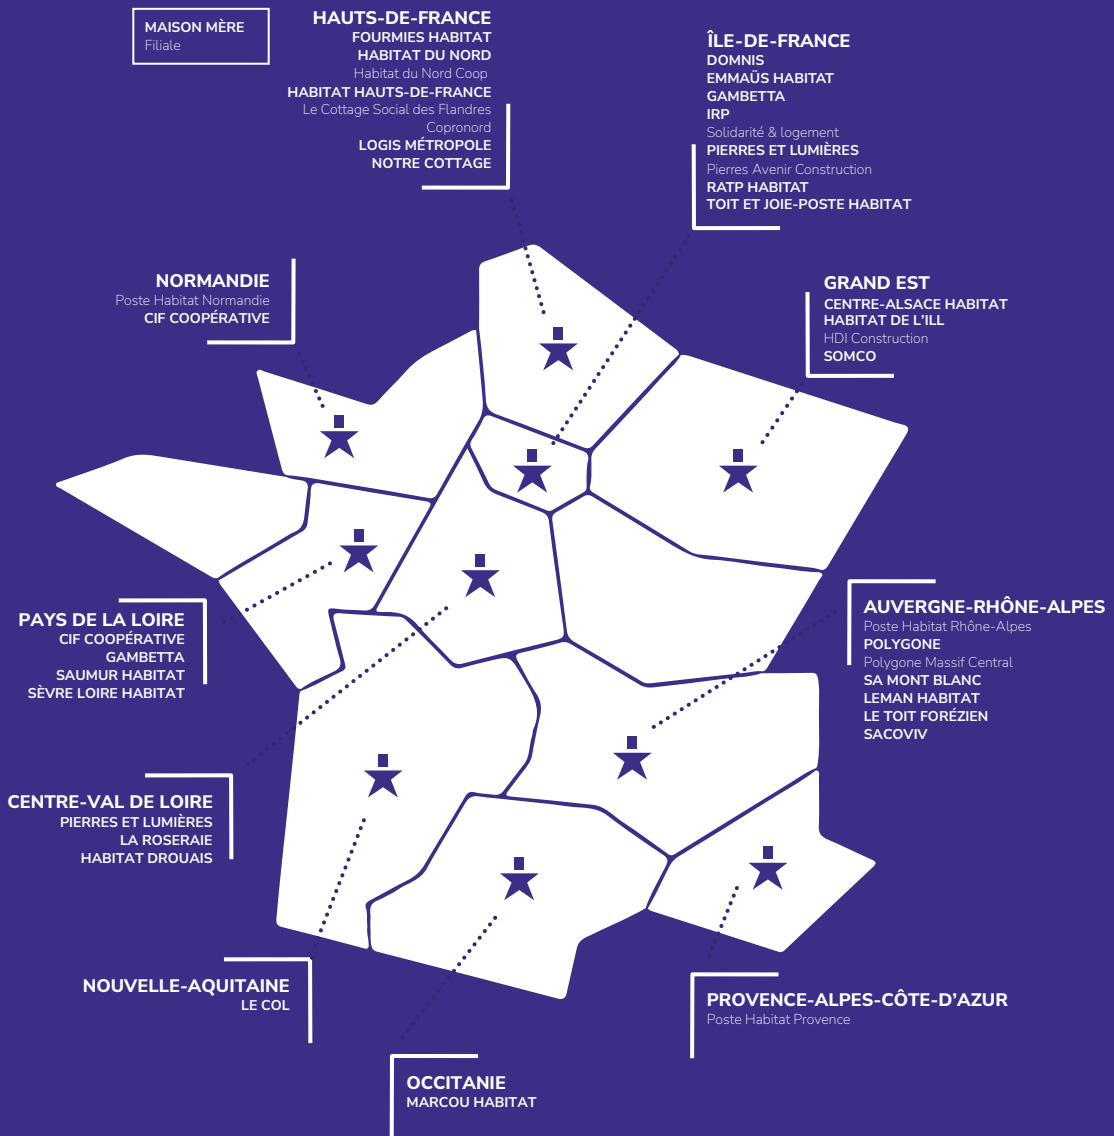 MAISON MÈRE
Filiale
HAUTS-DE-FRANCE
FOURMIES HABITAT
HABITAT DU NORD
Habitat du Nord Coop
HABITAT HAUTS-DE-FRANCE
Le Cottage Social des Flandres
Copronord
LOGIS MÉTROPOLE
NOTRE COTTAGE
ÎLE-DE-FRANCE
DOMNIS
EMMAÜS HABITAT
GAMBETTA
IRP
Solidarité & logement
PIERRES ET LUMIÈRES
Pierres Avenir Construction
RATP HABITAT
TOIT ET JOIE-POSTE HABITAT
NORMANDIE
Poste Habitat Normandie
CIF COOPÉRATIVE
GRAND EST
CENTRE-ALSACE HABITAT
HABITAT DE L'ILL
HDI Construction
SOMCO
PAYS DE LA LOIRE
CIF COOPÉRATIVE
GAMBETTA
SAUMUR HABITAT
SÈVRE LOIRE HABITAT
AUVERGNE-RHÔNE-ALPES
Poste Habitat Rhône-Alpes
POLYGONE
Polygone Massif Central
SA MONT BLANC
LEMAN HABITAT
LE TOIT FORÉZIEN
SACOVIV
CENTRE-VAL DE LOIRE
PIERRES ET LUMIÈRES
LA ROSERAIE
HABITAT DROUAIS
NOUVELLE-AQUITAINE
LE COL
PROVENCE-ALPES-CÔTE-D'AZUR
Poste Habitat Provence
OCCITANIE
MARCOU HABITAT